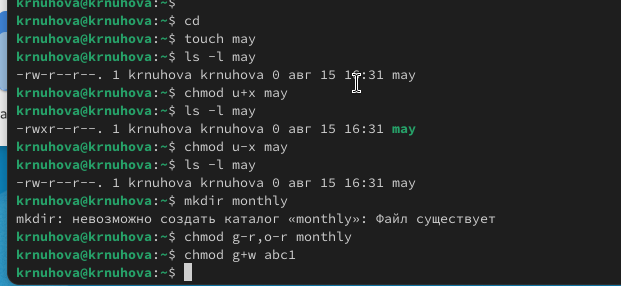 krnuhova@krnuhova:~$
krnuhova@krnuhova:~$ cd
krnuhova@krnuhova:~$ touch may
krnuhova@krnuhova:~$ ls -l may
-rw-r--r--. 1 krnuhova krnuhova 0 авг 15 16:31 may
krnuhova@krnuhova:~$ chmod u+x may
krnuhova@krnuhova:~$ ls -l may
-rwxr--r--. 1 krnuhova krnuhova 0 авг 15 16:31 may
krnuhova@krnuhova:~$ chmod u-x may
krnuhova@krnuhova:~$ ls -l may
-rw-r--r--. 1 krnuhova krnuhova 0 авг 15 16:31 may
krnuhova@krnuhova:~$ mkdir monthly
mkdir: невозможно создать каталог «monthly»: Файл существует
krnuhova@krnuhova:~$ chmod g-r,o-r monthly
krnuhova@krnuhova:~$ chmod g+w abc1
krnuhova@krnuhova:~$